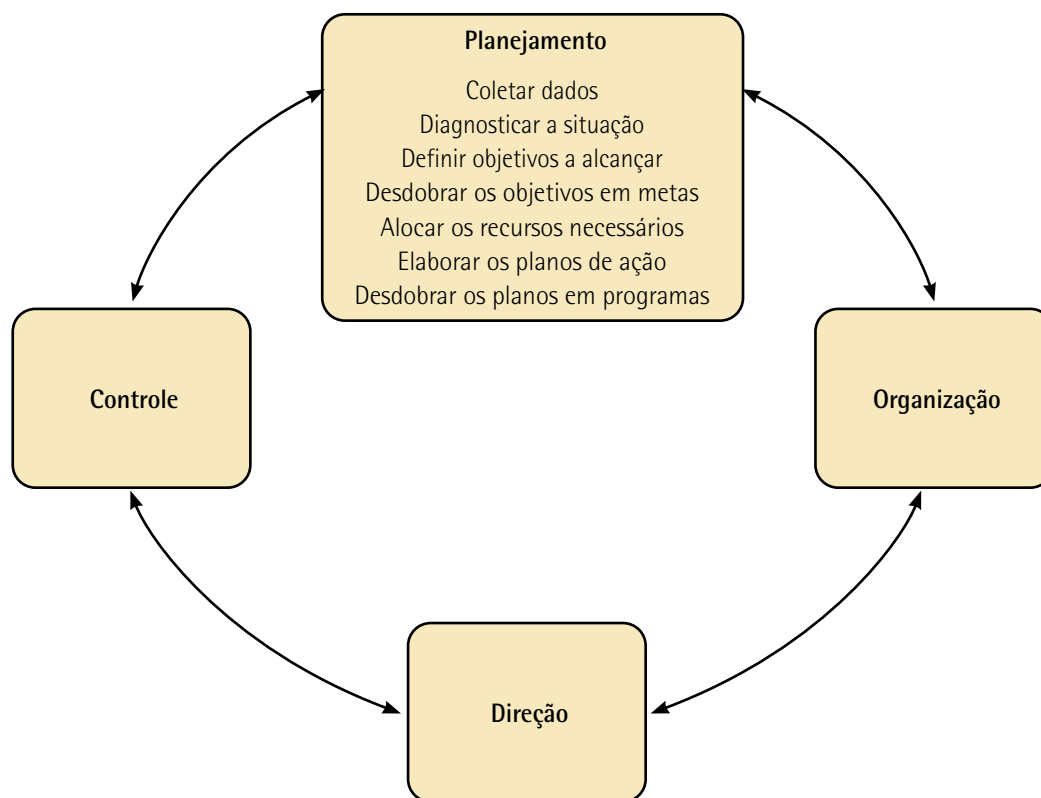 Planejamento
Coletar dados
Diagnosticar a situação
Definir objetivos a alcançar
Desdobrar os objetivos em metas
Alocar os recursos necessários
Elaborar os planos de ação
Desdobrar os planos em programas
Controle
Organização
Direção